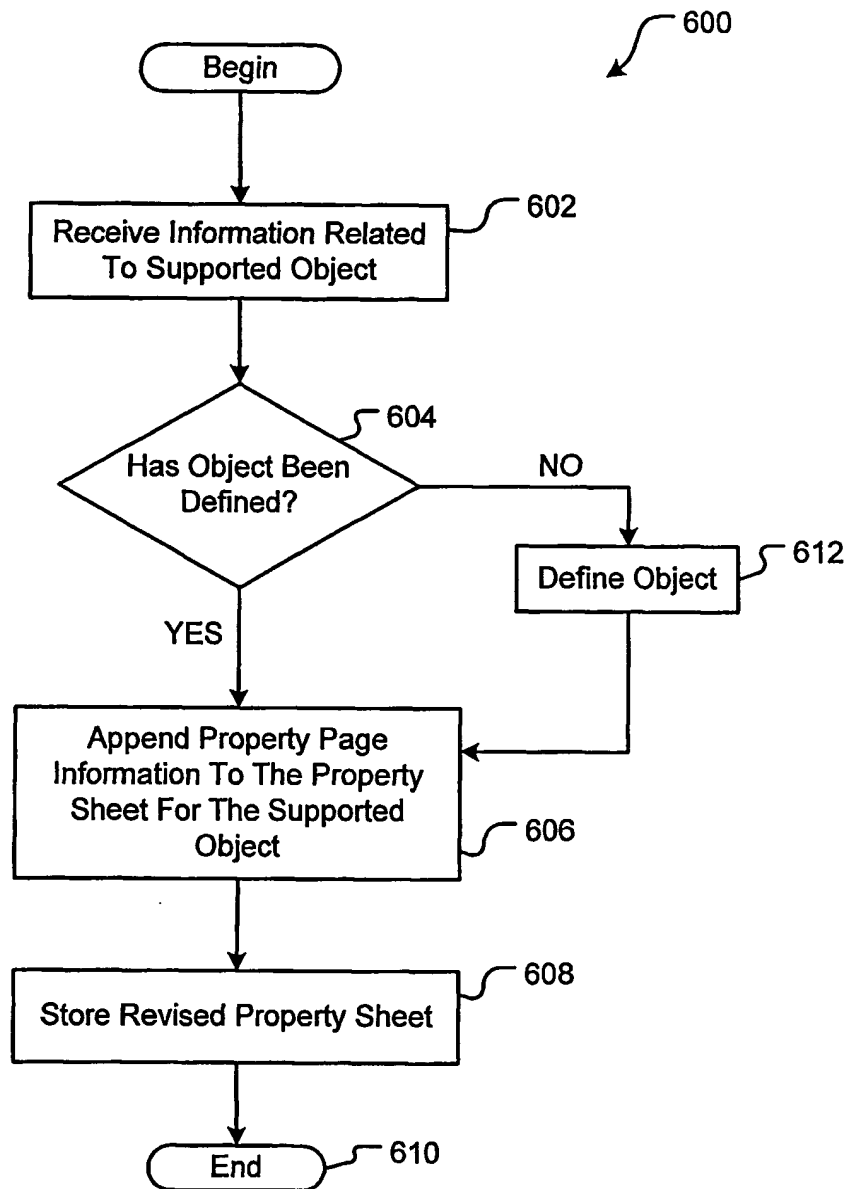 600
Begin
602
Receive Information Related
To Supported Object
604
Has Object Been
Defined?
NO
612
Define Object
YES
Append Property Page
Information To The Property
Sheet For The Supported
Object
606
608
Store Revised Property Sheet
End
610